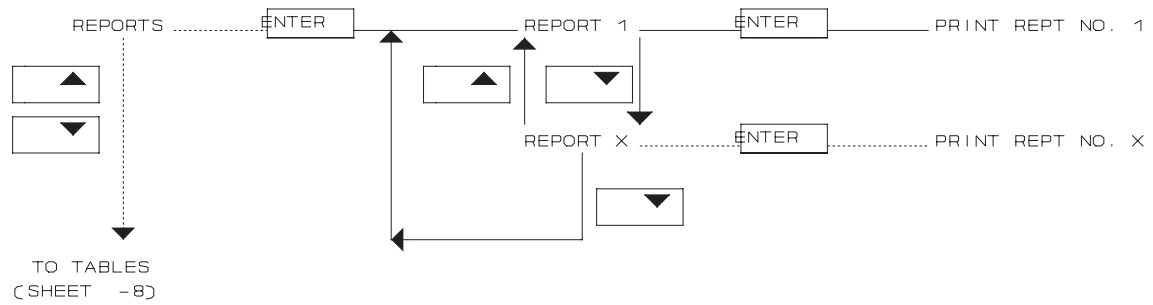 REPORTS ENTER REPORT 1 ENTER PRINT REPT NO. 1
REPORT X ENTER PRINT REPT NO. X
TO TABLES
(SHEET -8)